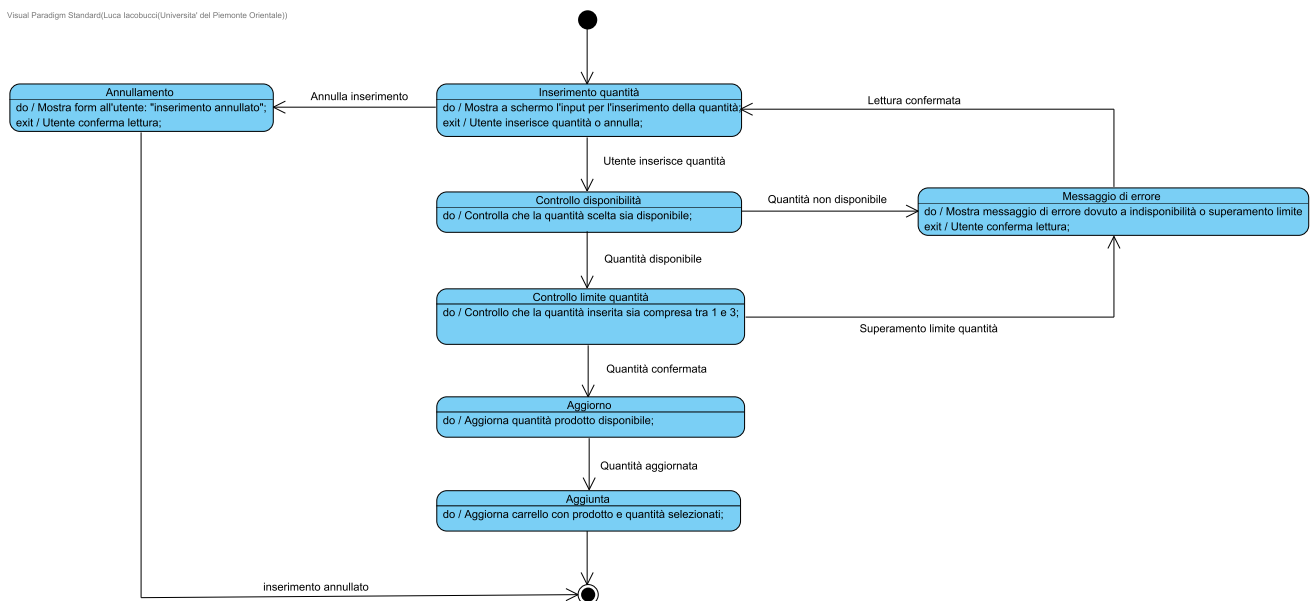 Visual Paradigm Standard(Luca Iacobucci(Universita' del Piemonte Orientale))
Annullamento
do / Mostra form all'utente: "inserimento annullato";
exit / Utente conferma lettura;
Annulla inserimento
Inserimento quantità
do / Mostra a schermo l'input per l'inserimento della quantità;
exit / Utente inserisce quantità o annulla;
Lettura confermata
Utente inserisce quantità
Controllo disponibilità
do / Controlla che la quantità scelta sia disponibile;
Quantità non disponibile
Messaggio di errore
do / Mostra messaggio di errore dovuto a indisponibilità o superamento limite
exit / Utente conferma lettura;
Quantità disponibile
Controllo limite quantità
do / Controllo che la quantità inserita sia compresa tra 1 e 3;
Superamento limite quantità
Quantità confermata
Aggiorno
do / Aggiorna quantità prodotto disponibile;
Quantità aggiornata
Aggiunta
do / Aggiorna carrello con prodotto e quantità selezionati;
inserimento annullato